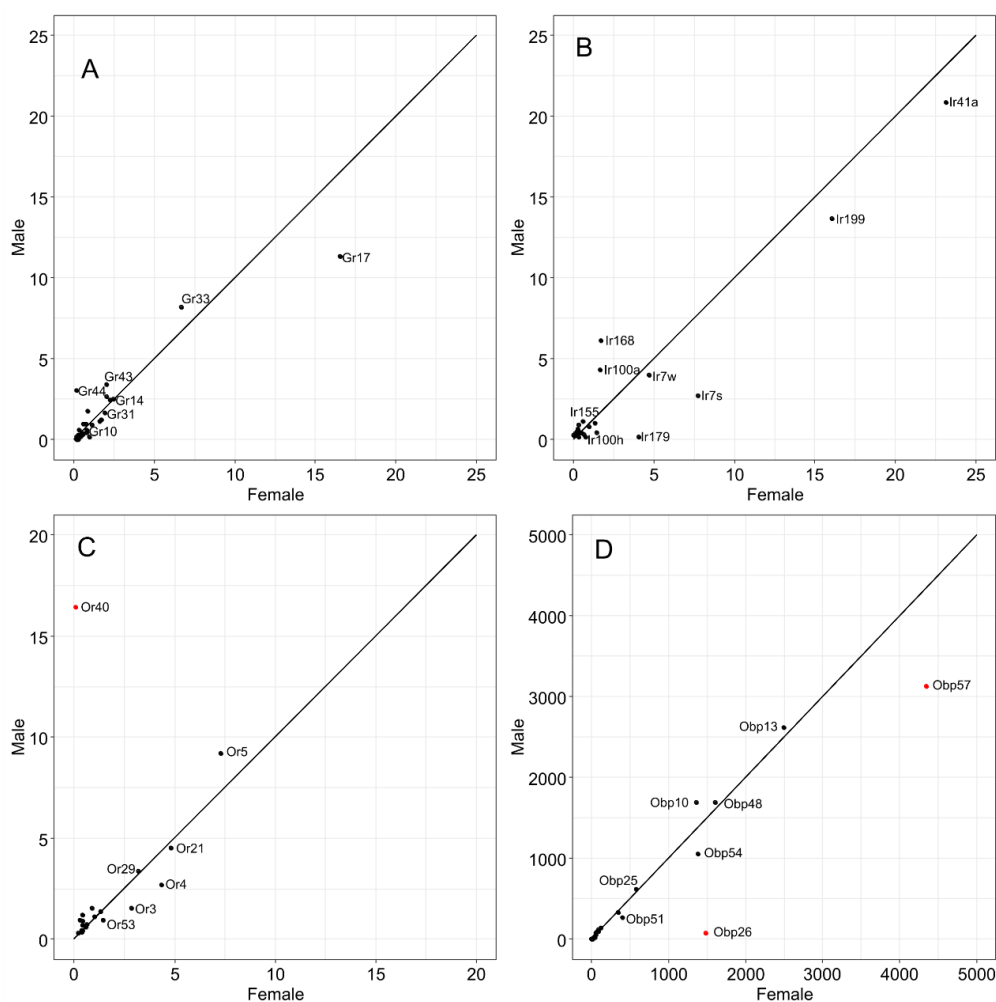 A
25
20
15
10
5
0
Male
Gr17
Gr33
Gr43
Gr44
Gr14
Gr31
Gr10
0
5
10
15
20
25
Female
B
25
20
15
10
5
0
Male
Ir41a
Ir199
Ir168
Ir100a
Ir7w
Ir7s
Ir155
Ir100h
Ir179
0
5
10
15
20
25
Female
C
20
15
10
5
0
Male
Or40
Or5
Or21
Or29
Or4
Or3
Or53
0
5
10
15
20
Female
D
5000
4000
3000
2000
1000
0
Male
Obp57
Obp13
Obp10
Obp48
Obp54
Obp25
Obp51
Obp26
0
1000
2000
3000
4000
5000
Female